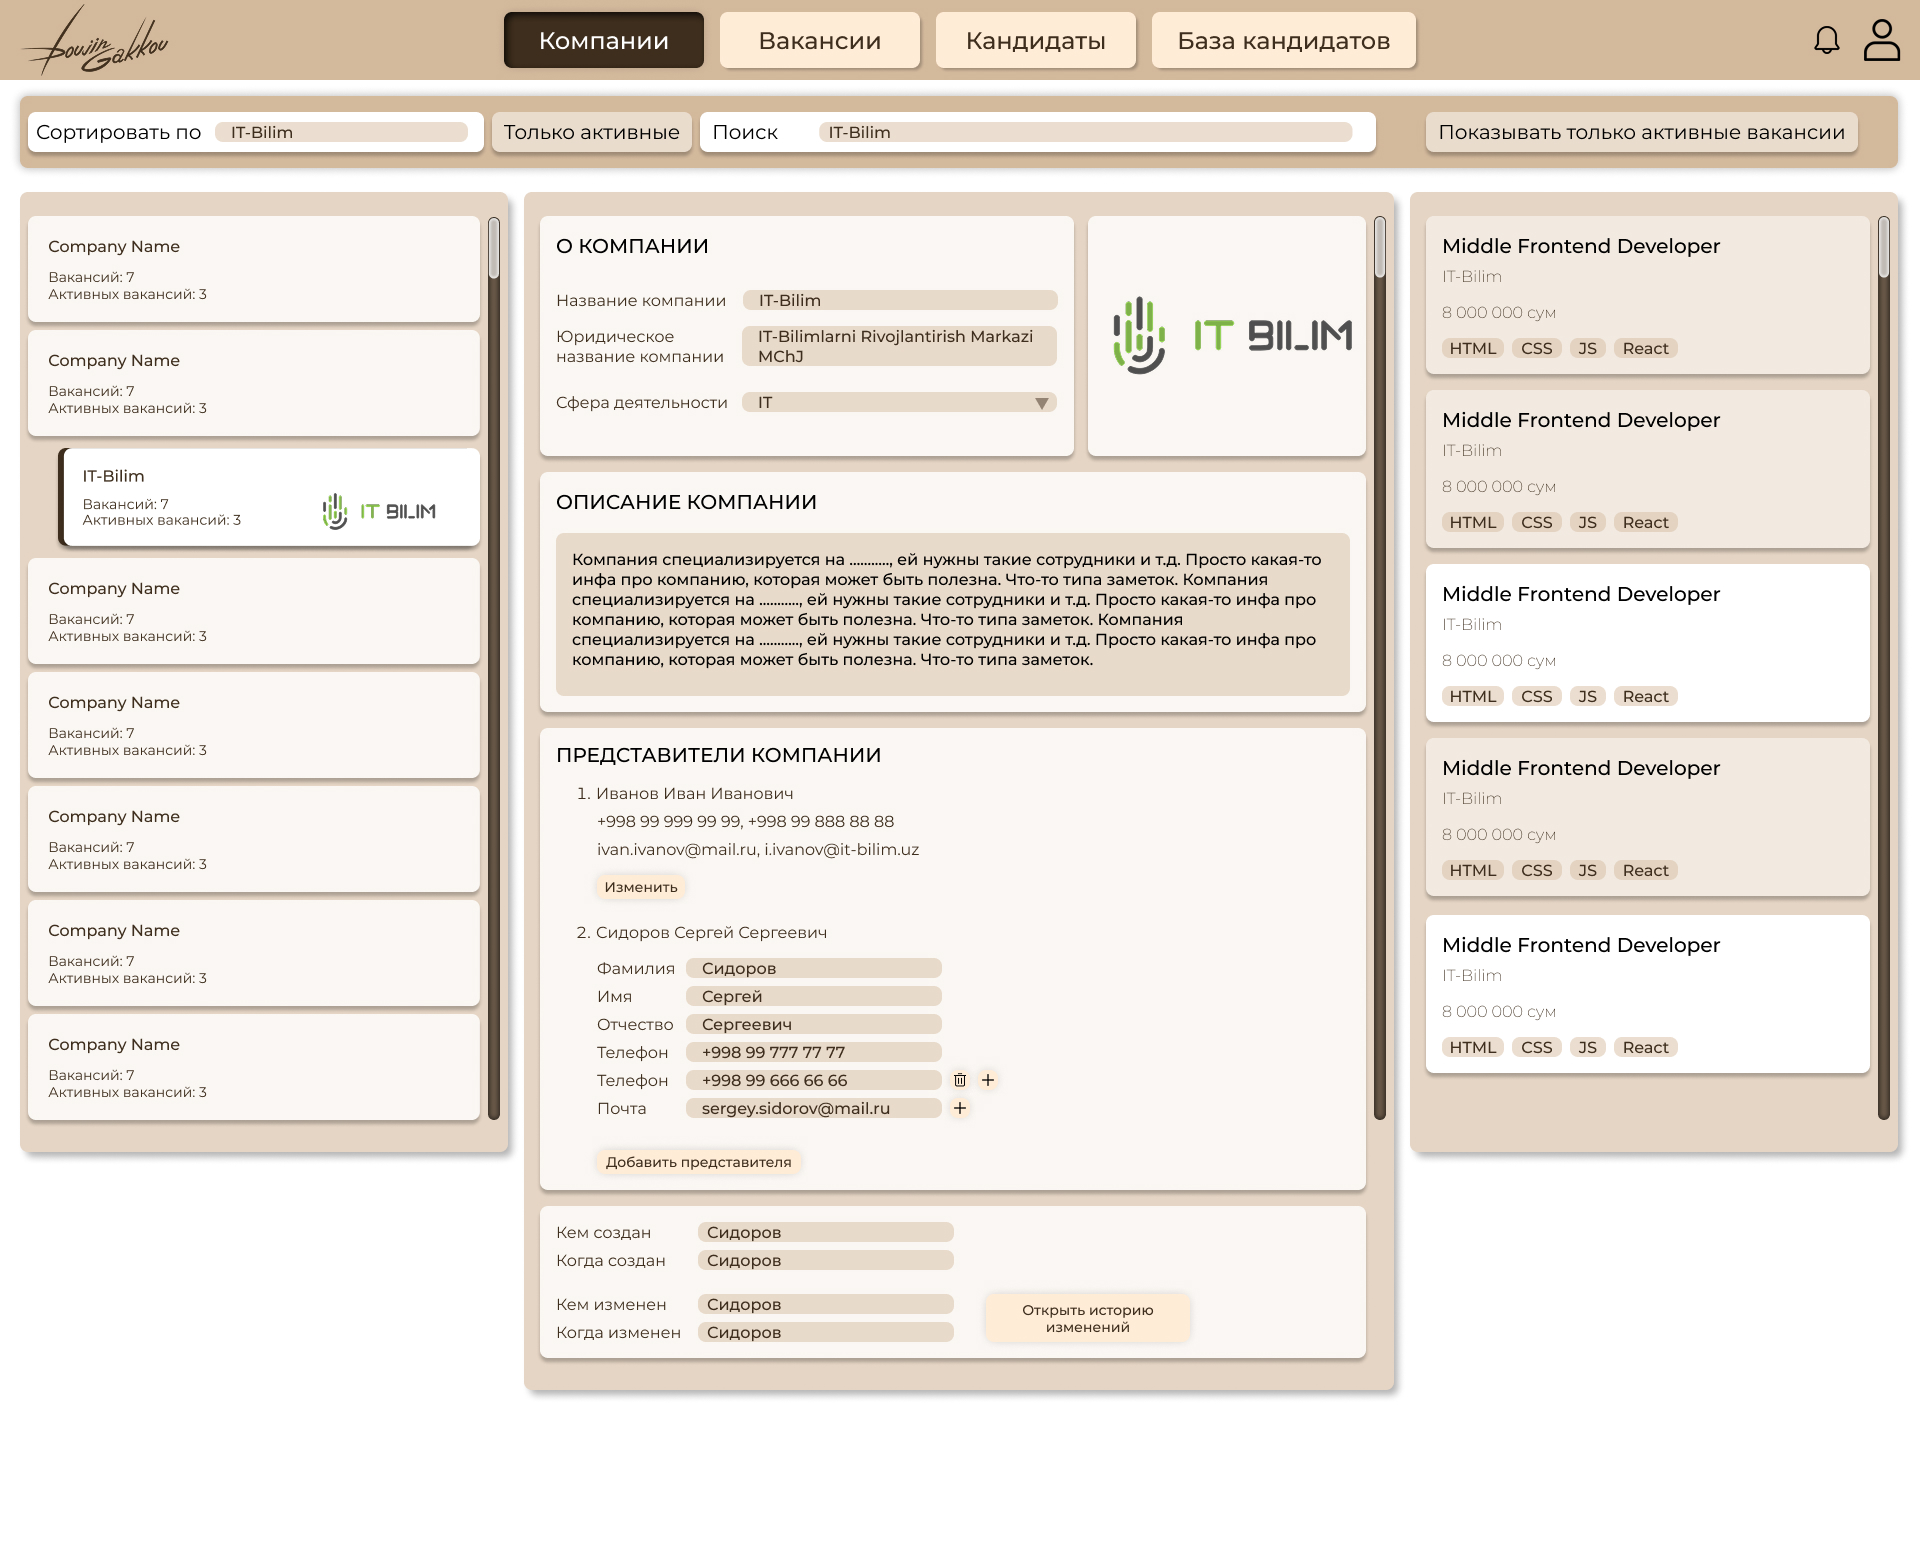 Компании
Вакансии
Кандидаты
База кандидатов
Сортировать по
IT-Bilim
Только активные
Поиск
IT-Bilim
Показывать только активные вакансии
Company Name
Вакансий: 7
Активных вакансий: 3
Company Name
Вакансий: 7
Активных вакансий: 3
IT-Bilim
Вакансий: 7
Активных вакансий: 3
IT BILIM
Company Name
Вакансий: 7
Активных вакансий: 3
Company Name
Вакансий: 7
Активных вакансий: 3
Company Name
Вакансий: 7
Активных вакансий: 3
Company Name
Вакансий: 7
Активных вакансий: 3
Company Name
Вакансий: 7
Активных вакансий: 3
О КОМПАНИИ
Название компании
IT-Bilim
Юридическое
название компании
IT-Bilimlarni Rivojlantirish Markazi
MChJ
Сфера деятельности
IT
IT BILIM
ОПИСАНИЕ КОМПАНИИ
Компания специализируется на ..........., ей нужны такие сотрудники и т.д. Просто какая-то
инфа про компанию, которая может быть полезна. Что-то типа заметок. Компания
специализируется на ..........., ей нужны такие сотрудники и т.д. Просто какая-то инфа про
компанию, которая может быть полезна. Что-то типа заметок. Компания
специализируется на ..........., ей нужны такие сотрудники и т.д. Просто какая-то инфа про
компанию, которая может быть полезна. Что-то типа заметок.
ПРЕДСТАВИТЕЛИ КОМПАНИИ
1. Иванов Иван Иванович
+998 99 999 99 99, +998 99 888 88 88
ivan.ivanov@mail.ru, i.ivanov@it-bilim.uz
Изменить
2. Сидоров Сергей Сергеевич
Фамилия
Сидоров
Имя
Сергей
Отчество
Сергеевич
Телефон
+998 99 777 77 77
Телефон
+998 99 666 66 66
Почта
sergey.sidorov@mail.ru
Добавить представителя
Кем создан
Сидоров
Когда создан
Сидоров
Кем изменен
Сидоров
Когда изменен
Сидоров
Открыть историю
изменений
Middle Frontend Developer
IT-Bilim
8 000 000 сум
HTML CSS JS React
Middle Frontend Developer
IT-Bilim
8 000 000 сум
HTML CSS JS React
Middle Frontend Developer
IT-Bilim
8 000 000 сум
HTML CSS JS React
Middle Frontend Developer
IT-Bilim
8 000 000 сум
HTML CSS JS React
Middle Frontend Developer
IT-Bilim
8 000 000 сум
HTML CSS JS React